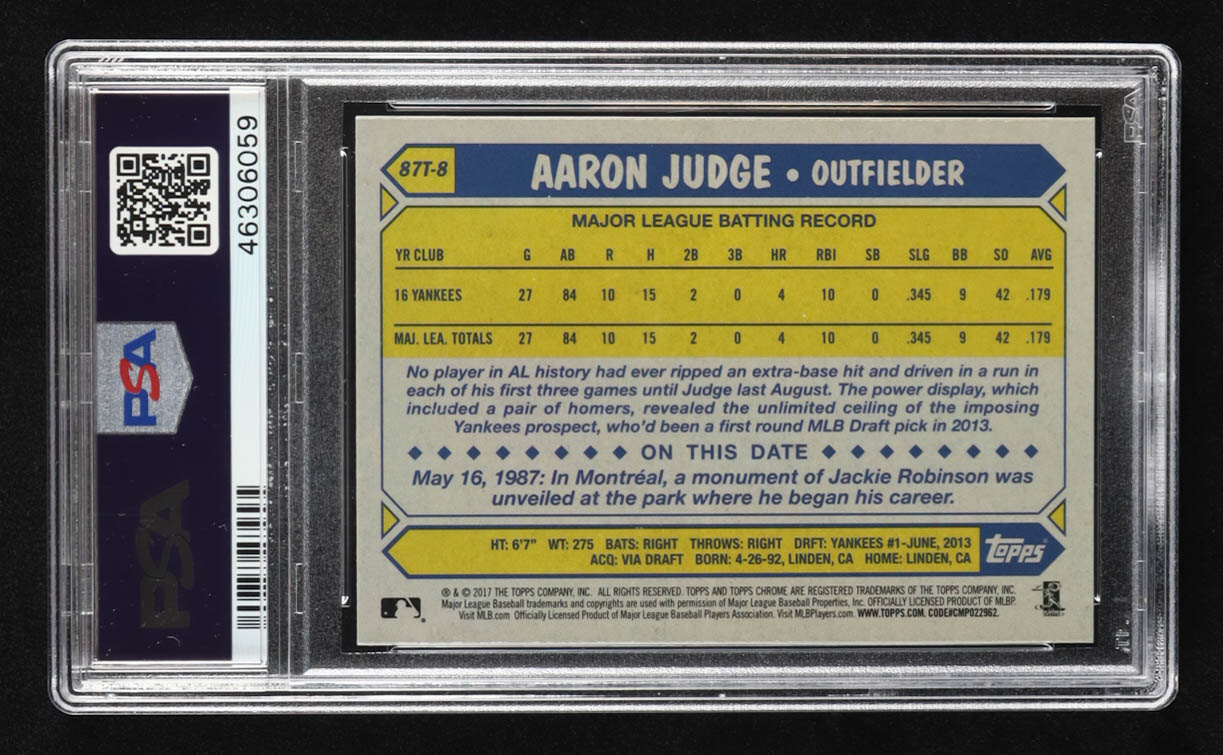 46306059
PSA
PSA
PSA
87T-8
AARON JUDGE • OUTFIELDER
MAJOR LEAGUE BATTING RECORD
YR CLUB G AB R H 2B 3B HR RBI SB SLG BB SO AVG
16 YANKEES 27 84 10 15 2 0 4 10 0 .345 9 42 .179
MAJ. LEA. TOTALS 27 84 10 15 2 0 4 10 0 .345 9 42 .179
No player in AL history had ever ripped an extra-base hit and driven in a run in
each of his first three games until Judge last August. The power display, which
included a pair of homers, revealed the unlimited ceiling of the imposing
Yankees prospect, who'd been a first round MLB Draft pick in 2013.
ON THIS DATE
May 16, 1987: In Montréal, a monument of Jackie Robinson was
unveiled at the park where he began his career.
HT: 6'7" WT: 275 BATS: RIGHT THROWS: RIGHT DRFT: YANKEES #1-JUNE, 2013
ACQ: VIA DRAFT BORN: 4-26-92, LINDEN, CA HOME: LINDEN, CA
Topps
® & © 2017 THE TOPPS COMPANY, INC. ALL RIGHTS RESERVED. TOPPS AND TOPPS CHROME ARE REGISTERED TRADEMARKS OF THE TOPPS COMPANY, INC.
Major League Baseball trademarks and copyrights are used with permission of Major League Baseball Properties, Inc. OFFICIALLY LICENSED PRODUCT OF MLBP.
Visit MLB.com Officially Licensed Product of Major League Baseball Players Association. Visit MLBPlayers.com. WWW.TOPPS.COM. CODE#CMP022962.